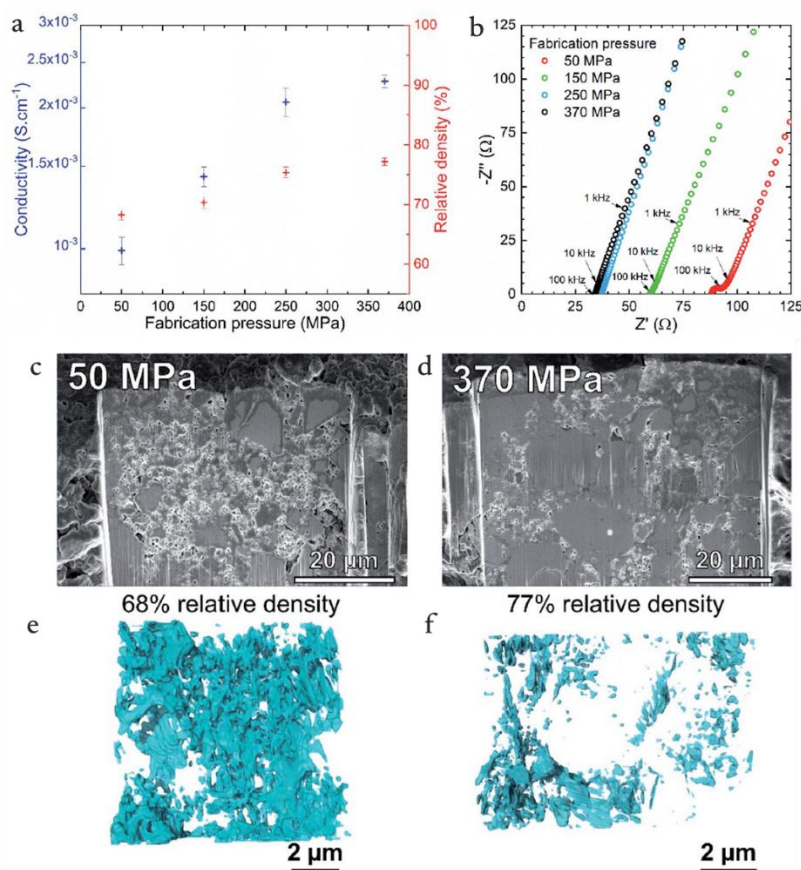 a
Conductivity (S.cm⁻¹)
3×10⁻³
2×10⁻³
1.5×10⁻³
10⁻³
100
90
80
70
60
Relative density (%)
0 50 100 150 200 250 300 350 400
Fabrication pressure (MPa)
b
-Z'' (Ω)
125
100
75
50
25
0
Fabrication pressure
50 MPa
150 MPa
250 MPa
370 MPa
1 kHz
1 kHz
1 kHz
10 kHz
10 kHz
10 kHz
100 kHz
100 kHz
100 kHz
0 25 50 75 100 125
Z' (Ω)
c
50 MPa
20 µm
68% relative density
d
370 MPa
20 µm
77% relative density
e
2 µm
f
2 µm